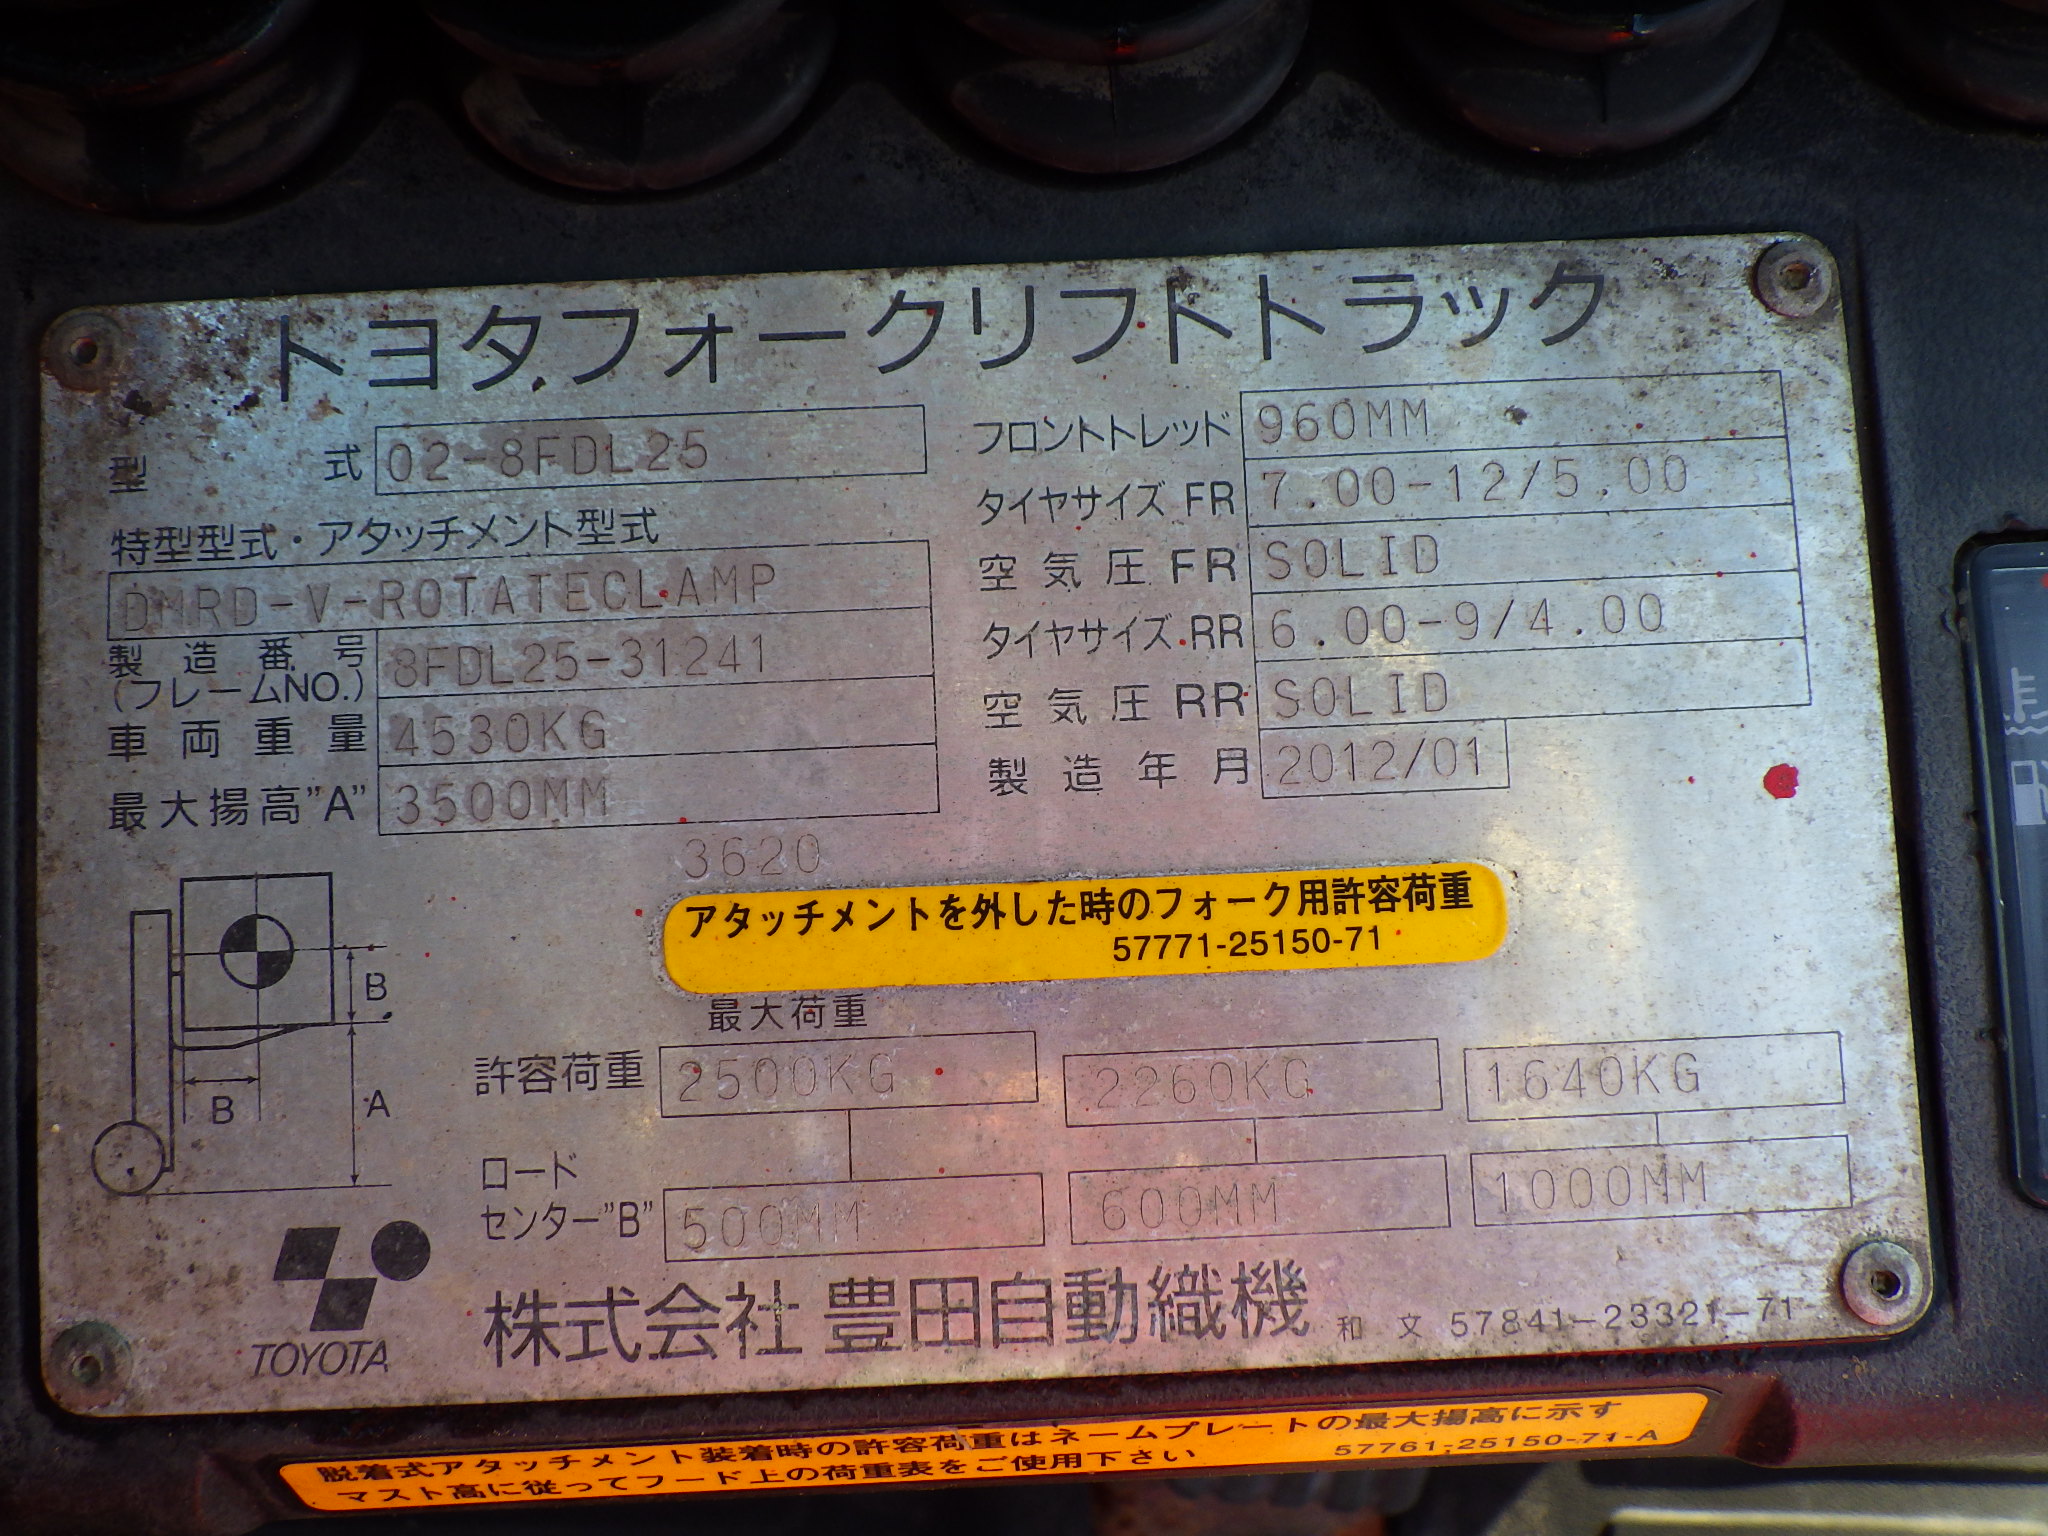 トヨタフォークリフトトラック
型式 02-8FDL25
特型型式・アタッチメント型式
DMRD-V-ROTATECLAMP
製造番号 8FDL25-31241
(フレームNO.)
車両重量 4530KG
最大揚高"A" 3500MM
3620
フロントトレッド 960MM
タイヤサイズ FR 7.00-12/5.00
空気圧 FR SOLID
タイヤサイズ RR 6.00-9/4.00
空気圧 RR SOLID
製造年月 2012/01
アタッチメントを外した時のフォーク用許容荷重
57771-25150-71
B
B
A
最大荷重
許容荷重 2500KG 2260KG 1640KG
ロード
センター"B" 500MM 600MM 1000MM
TOYOTA
株式会社 豊田自動織機 和文 57841-23321-71
脱着式アタッチメント装着時の許容荷重はネームプレートの最大揚高に示す
マスト高に従ってフード上の荷重表をご使用下さい 57761-25150-71-A